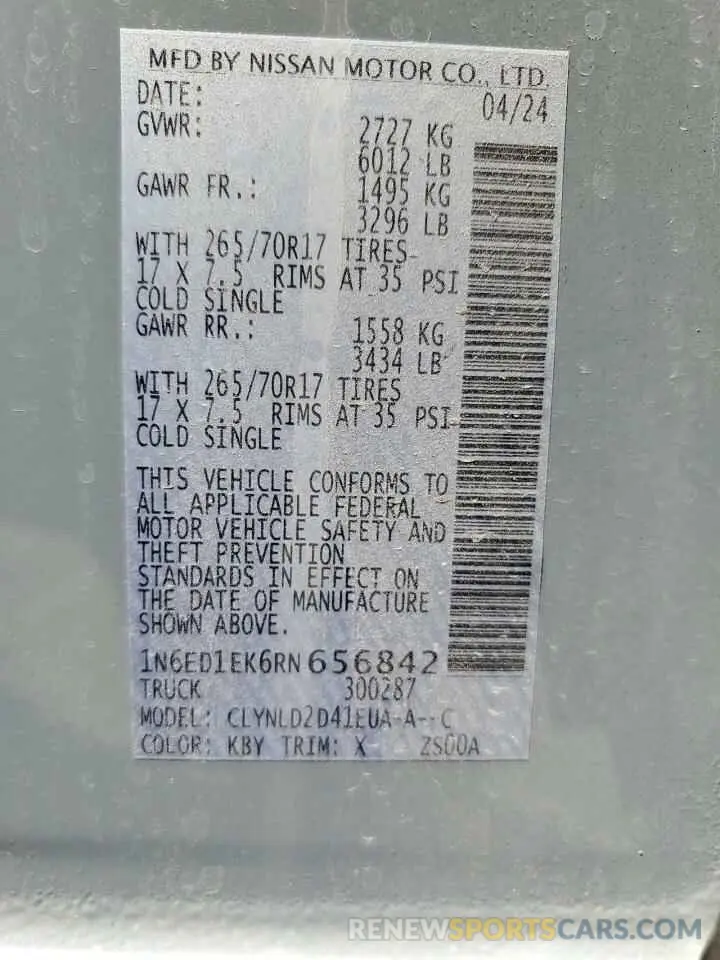 MFD BY NISSAN MOTOR CO., LTD.
DATE: 04/24
GVWR: 2727 KG
6012 LB
GAWR FR.: 1495 KG
3296 LB
WITH 265/70R17 TIRES
17 X 7.5 RIMS AT 35 PSI
COLD SINGLE
GAWR RR.: 1558 KG
3434 LB
WITH 265/70R17 TIRES
17 X 7.5 RIMS AT 35 PSI
COLD SINGLE
THIS VEHICLE CONFORMS TO
ALL APPLICABLE FEDERAL
MOTOR VEHICLE SAFETY AND
THEFT PREVENTION
STANDARDS IN EFFECT ON
THE DATE OF MANUFACTURE
SHOWN ABOVE.
1N6ED1EK6RN656842
TRUCK 300287
MODEL: CLYNLD2D41EUA-A--C
COLOR: KBY TRIM: X ZS00A
RENEWSPORTSCARS.COM